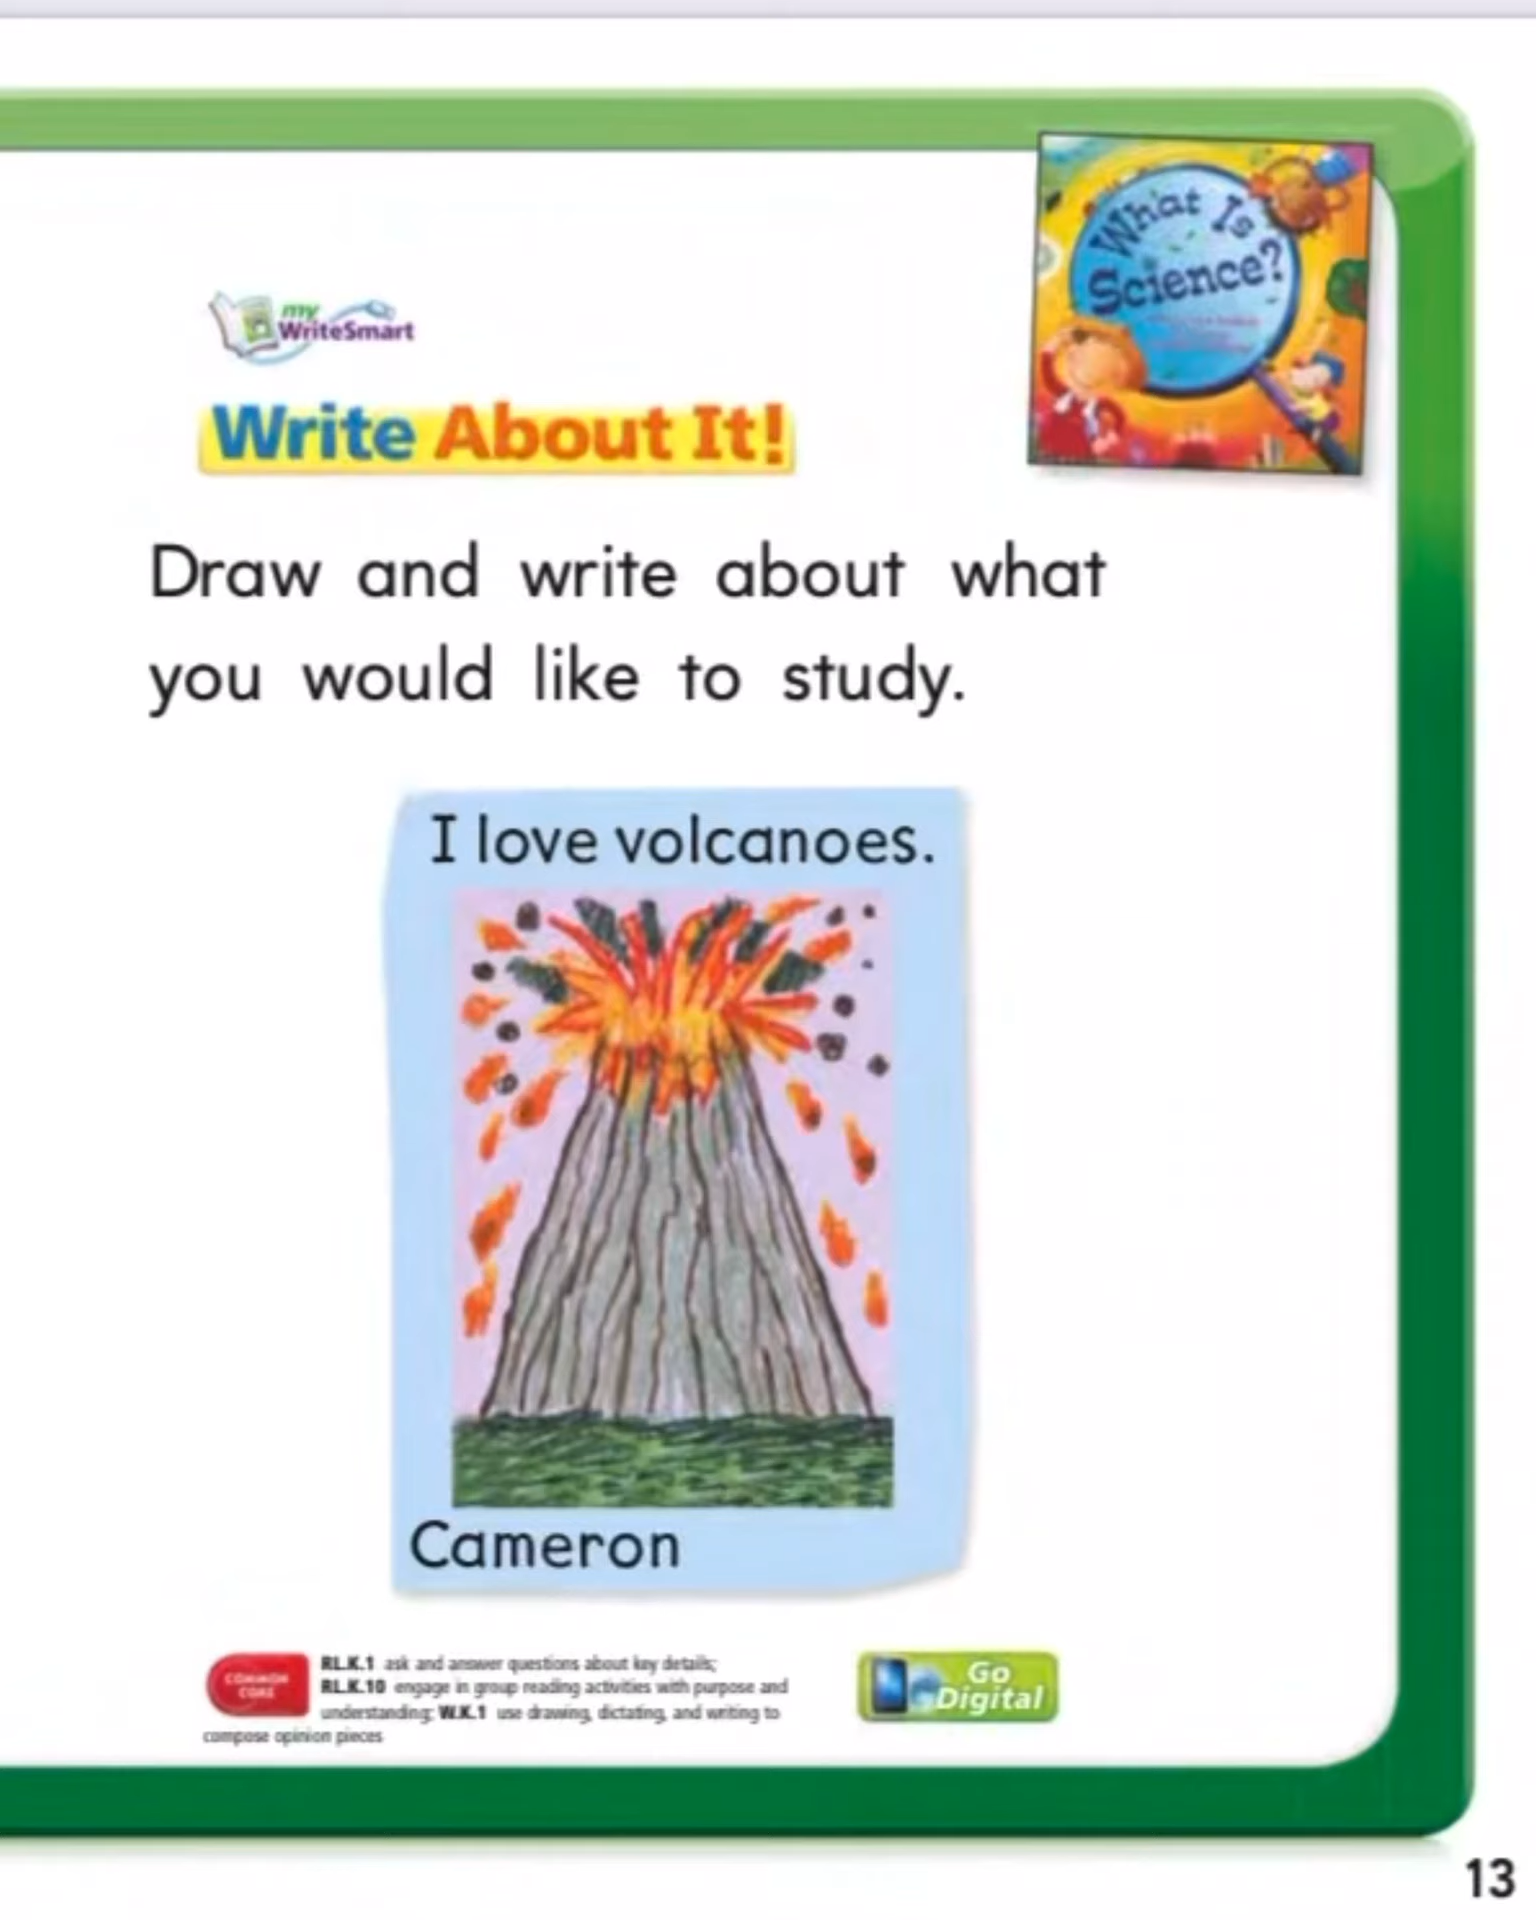 What Is
Science?
my
WriteSmart
Write About It!
Draw and write about what
you would like to study.
I love volcanoes.
Cameron
COMMON
CORE
RL.K.1 ask and answer questions about key details;
RL.K.10 engage in group reading activities with purpose and
understanding; W.K.1 use drawing, dictating, and writing to
compose opinion pieces
Go
Digital
13